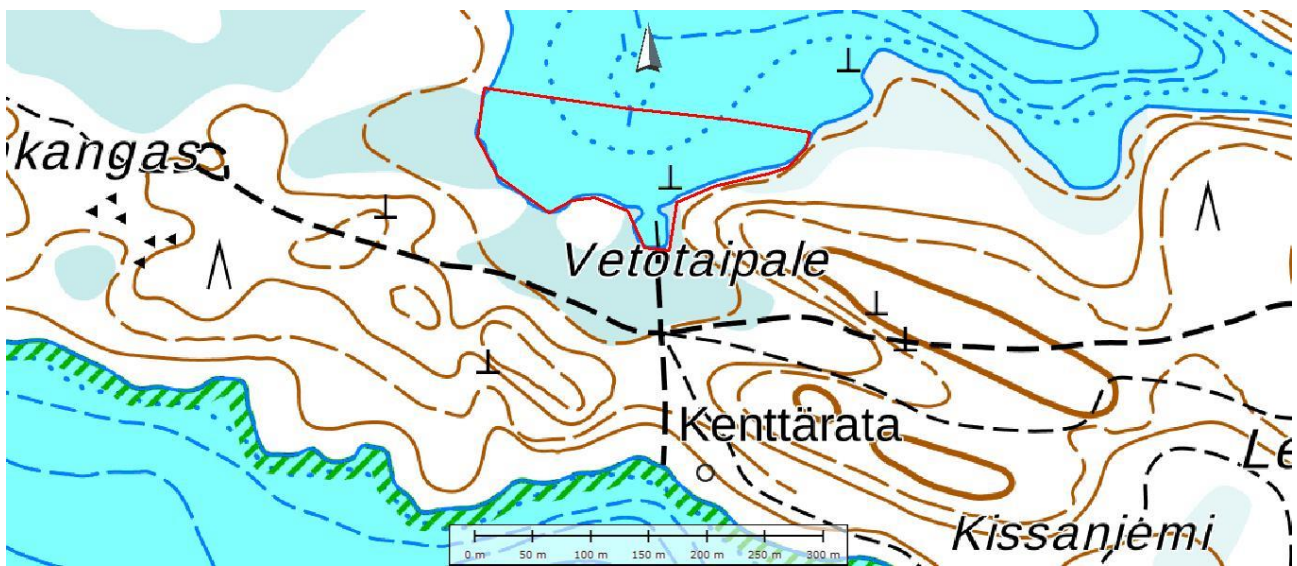 kangas
Vetotaipale
Kenttärata
Le
Kissaniemi
0 m 50 m 100 m 150 m 200 m 250 m 300 m